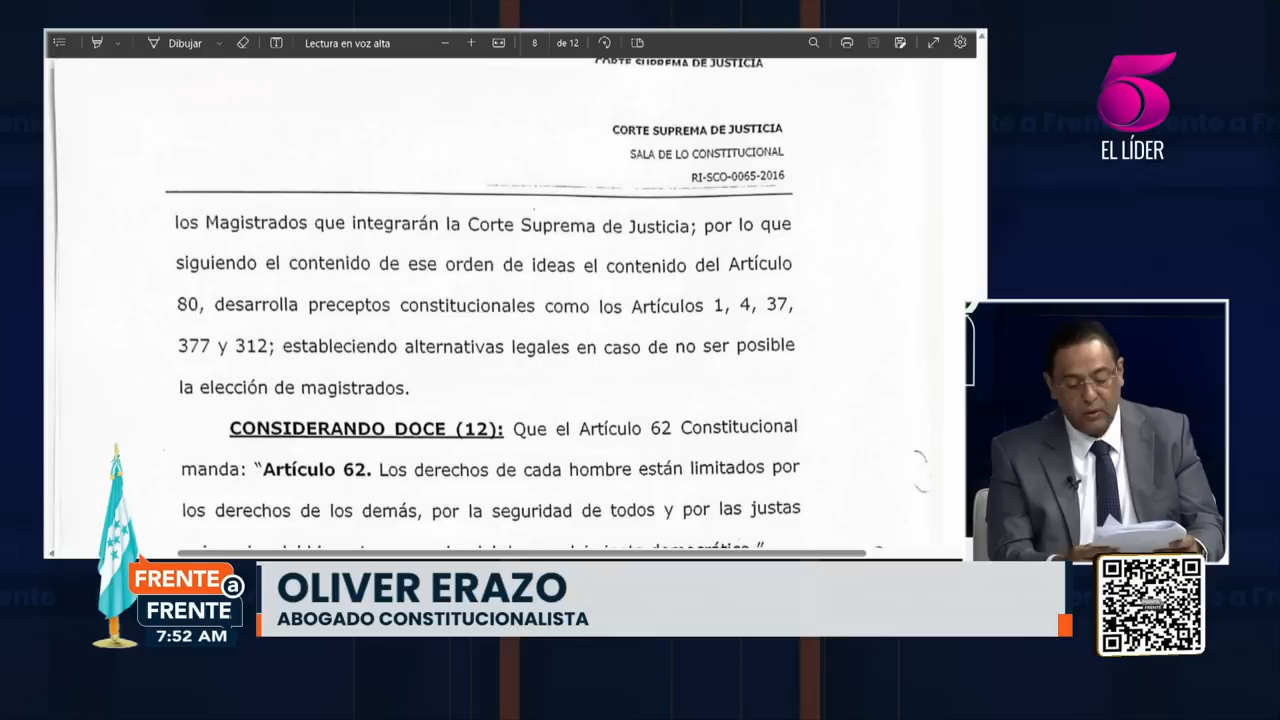 Dibujar
Lectura en voz alta
8
de 12
CORTE SUPREMA DE JUSTICIA
CORTE SUPREMA DE JUSTICIA
SALA DE LO CONSTITUCIONAL
RI-SCO-0065-2016
los Magistrados que integrarán la Corte Suprema de Justicia; por lo que
siguiendo el contenido de ese orden de ideas el contenido del Artículo
80, desarrolla preceptos constitucionales como los Artículos 1, 4, 37,
377 y 312; estableciendo alternativas legales en caso de no ser posible
la elección de magistrados.
CONSIDERANDO DOCE (12): Que el Artículo 62 Constitucional
manda: “Artículo 62. Los derechos de cada hombre están limitados por
los derechos de los demás, por la seguridad de todos y por las justas
democrático.”
5
EL LÍDER
FRENTE a
FRENTE
7:52 AM
OLIVER ERAZO
ABOGADO CONSTITUCIONALISTA